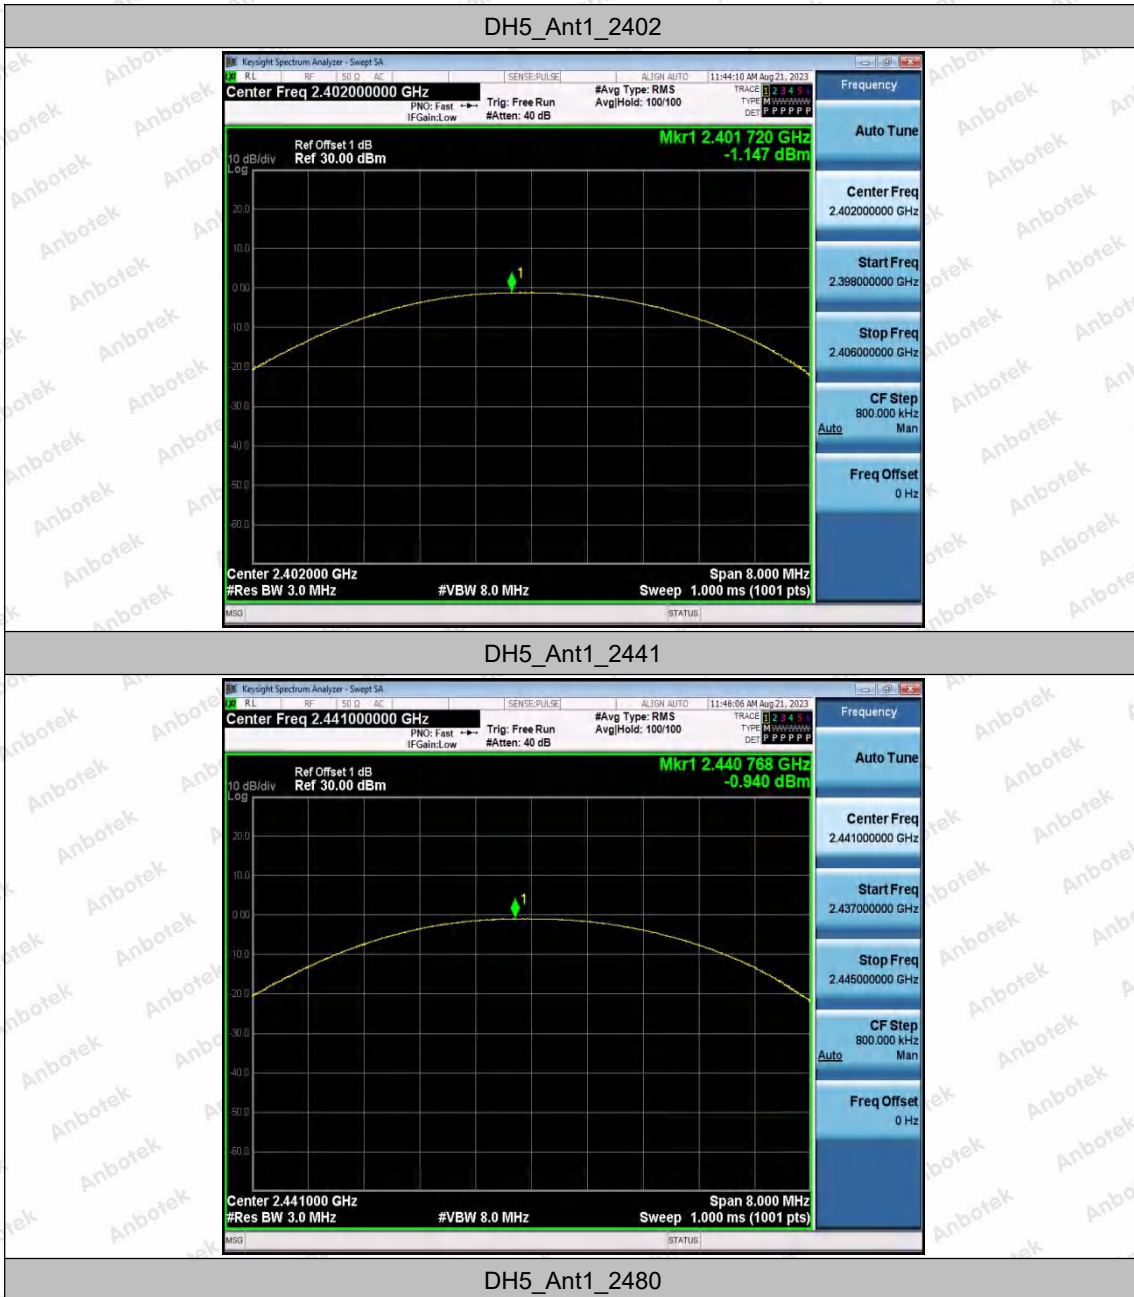 DH5_Ant1_2402
Keysight Spectrum Analyzer - Swept SA
RL RF 50 Ω AC SENSE:PULSE ALIGN AUTO 11:44:10 AM Aug 21, 2023
Center Freq 2.402000000 GHz
PNO: Fast
IFGain:Low
Trig: Free Run
#Atten: 40 dB
#Avg Type: RMS
Avg|Hold: 100/100
TRACE 1 2 3 4 5 6
TYPE M
DET P P P P P P
Mkr1 2.401 720 GHz
-1.147 dBm
Ref Offset 1 dB
10 dB/div Ref 30.00 dBm
Log
20.0
10.0
0.00
-10.0
-20.0
-30.0
-40.0
-50.0
-60.0
1
Center 2.402000 GHz Span 8.000 MHz
#Res BW 3.0 MHz #VBW 8.0 MHz Sweep 1.000 ms (1001 pts)
MSG STATUS
Frequency
Auto Tune
Center Freq
2.402000000 GHz
Start Freq
2.398000000 GHz
Stop Freq
2.406000000 GHz
CF Step
800.000 kHz
Auto Man
Freq Offset
0 Hz
DH5_Ant1_2441
Keysight Spectrum Analyzer - Swept SA
RL RF 50 Ω AC SENSE:PULSE ALIGN AUTO 11:46:06 AM Aug 21, 2023
Center Freq 2.441000000 GHz
PNO: Fast
IFGain:Low
Trig: Free Run
#Atten: 40 dB
#Avg Type: RMS
Avg|Hold: 100/100
TRACE 1 2 3 4 5 6
TYPE M
DET P P P P P P
Mkr1 2.440 768 GHz
-0.940 dBm
Ref Offset 1 dB
10 dB/div Ref 30.00 dBm
Log
20.0
10.0
0.00
-10.0
-20.0
-30.0
-40.0
-50.0
-60.0
1
Center 2.441000 GHz Span 8.000 MHz
#Res BW 3.0 MHz #VBW 8.0 MHz Sweep 1.000 ms (1001 pts)
MSG STATUS
Frequency
Auto Tune
Center Freq
2.441000000 GHz
Start Freq
2.437000000 GHz
Stop Freq
2.445000000 GHz
CF Step
800.000 kHz
Auto Man
Freq Offset
0 Hz
DH5_Ant1_2480
Anbotek